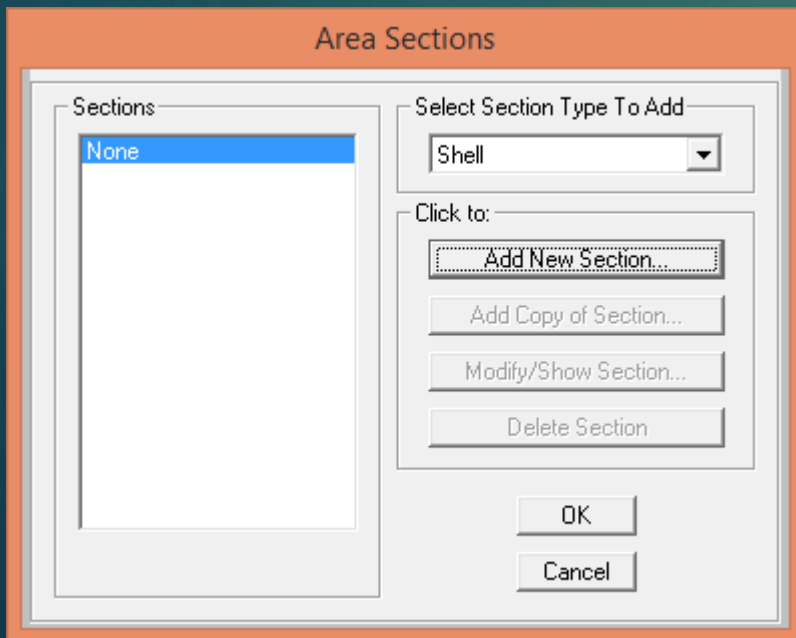 Area Sections
Sections
None
Select Section Type To Add
Shell
Click to:
Add New Section...
Add Copy of Section...
Modify/Show Section...
Delete Section
OK
Cancel